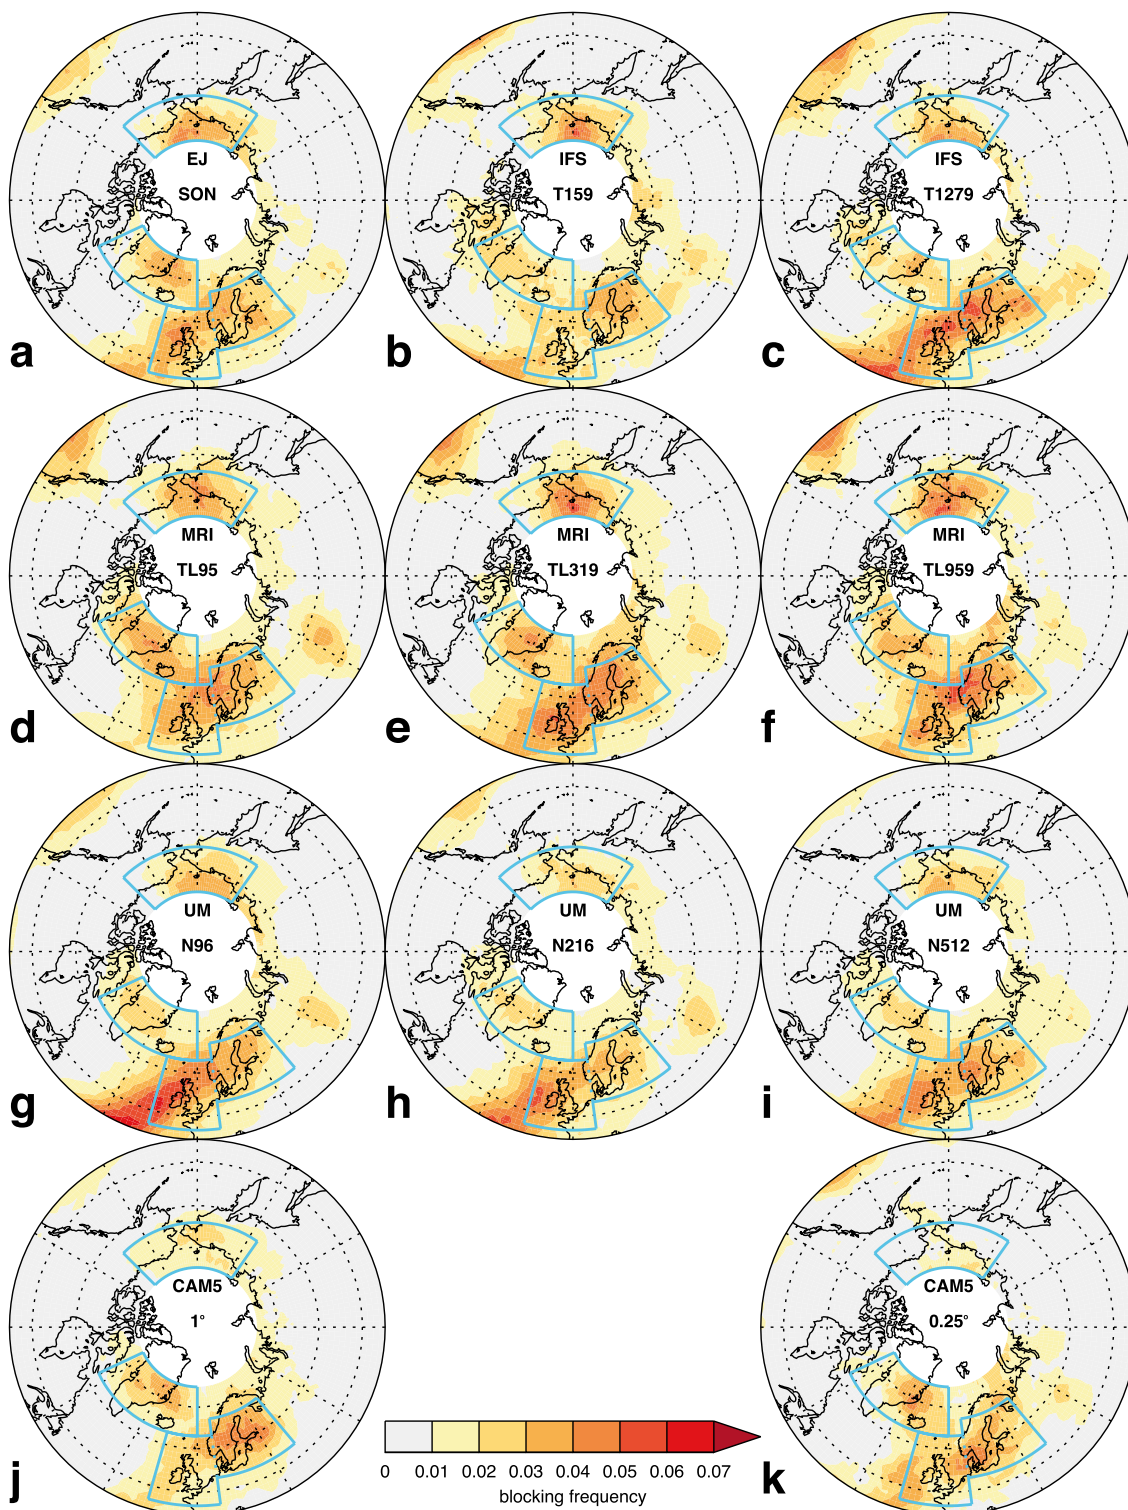 EJ
SON
a
IFS
T159
b
IFS
T1279
c
MRI
TL95
d
MRI
TL319
e
MRI
TL959
f
UM
N96
g
UM
N216
h
UM
N512
i
CAM5
1°
j
CAM5
0.25°
k
0 0.01 0.02 0.03 0.04 0.05 0.06 0.07
blocking frequency